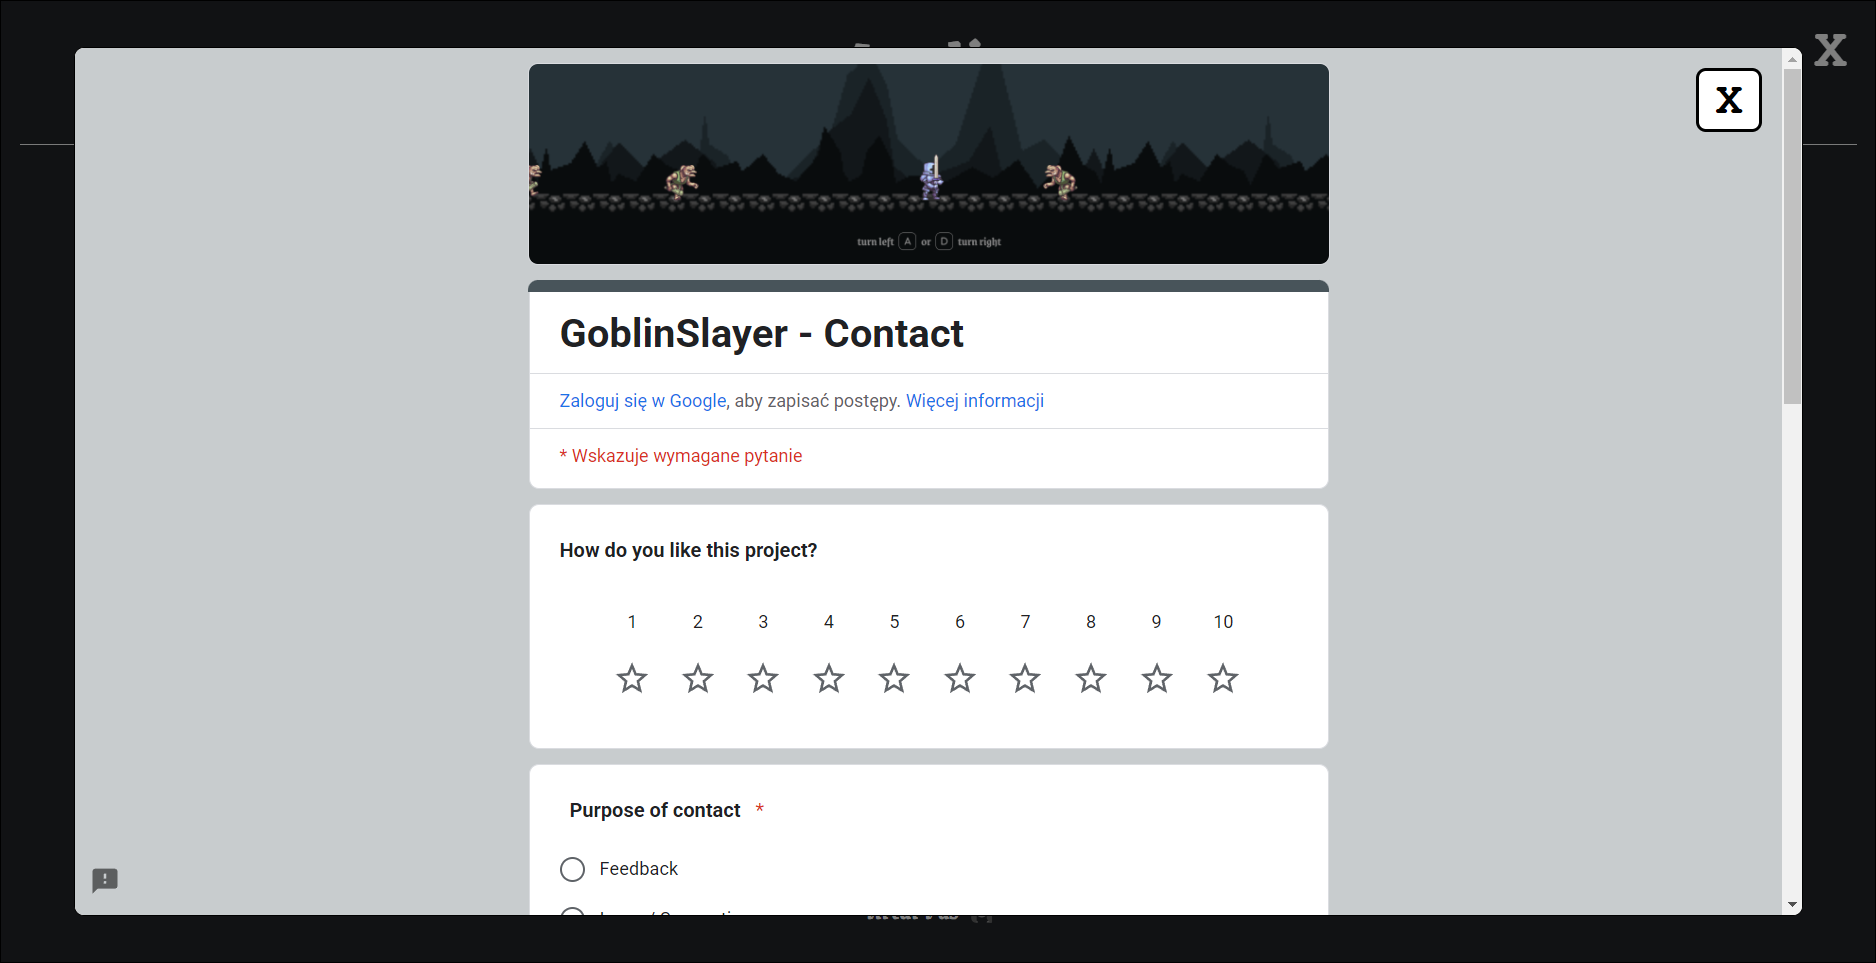 X
X
turn left A or D turn right
GoblinSlayer - Contact
Zaloguj się w Google, aby zapisać postępy. Więcej informacji
* Wskazuje wymagane pytanie
How do you like this project?
1 2 3 4 5 6 7 8 9 10
Purpose of contact *
Feedback